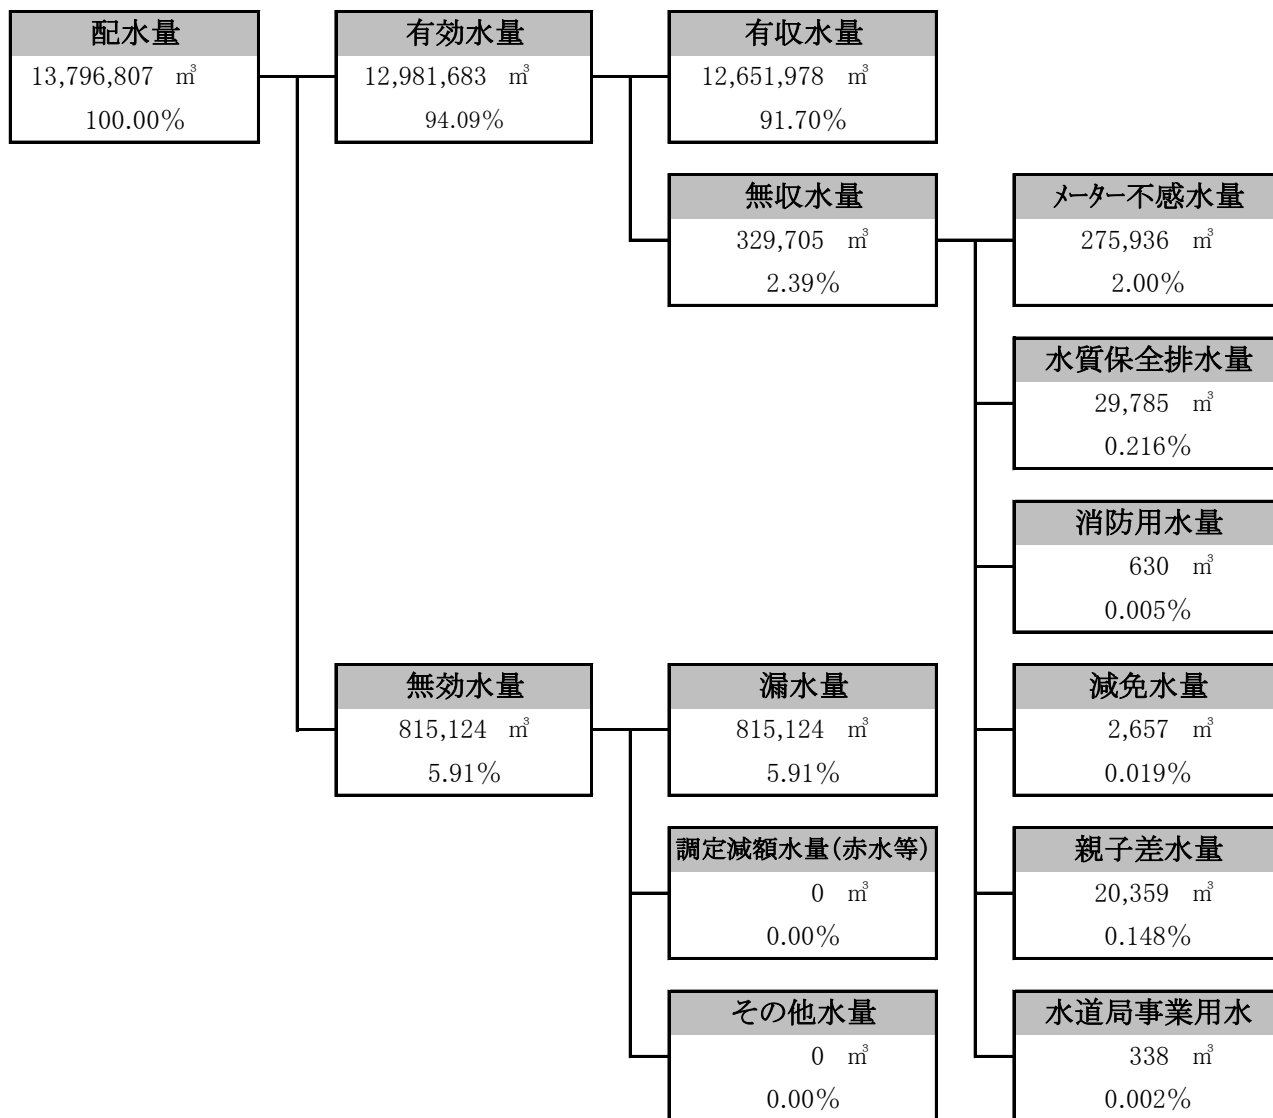 配水量
13,796,807 ㎥
100.00%
有効水量
12,981,683 ㎥
94.09%
有収水量
12,651,978 ㎥
91.70%
無収水量
329,705 ㎥
2.39%
メーター不感水量
275,936 ㎥
2.00%
水質保全排水量
29,785 ㎥
0.216%
消防用水量
630 ㎥
0.005%
減免水量
2,657 ㎥
0.019%
親子差水量
20,359 ㎥
0.148%
水道局事業用水
338 ㎥
0.002%
無効水量
815,124 ㎥
5.91%
漏水量
815,124 ㎥
5.91%
調定減額水量(赤水等)
0 ㎥
0.00%
その他水量
0 ㎥
0.00%